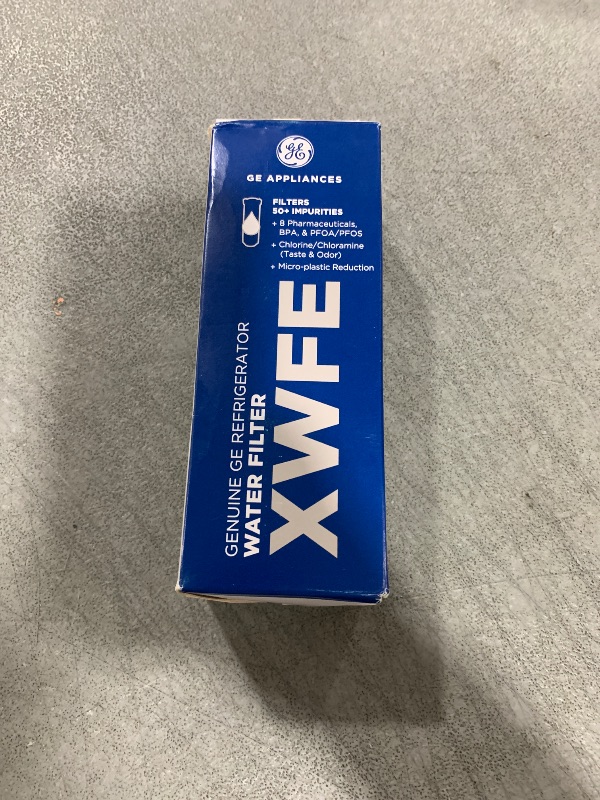 GE
GE APPLIANCES
FILTERS
50+ IMPURITIES
+ 8 Pharmaceuticals,
BPA, & PFOA/PFOS
+ Chlorine/Chloramine
(Taste & Odor)
+ Micro-plastic Reduction
GENUINE GE REFRIGERATOR
WATER FILTER
XWFE